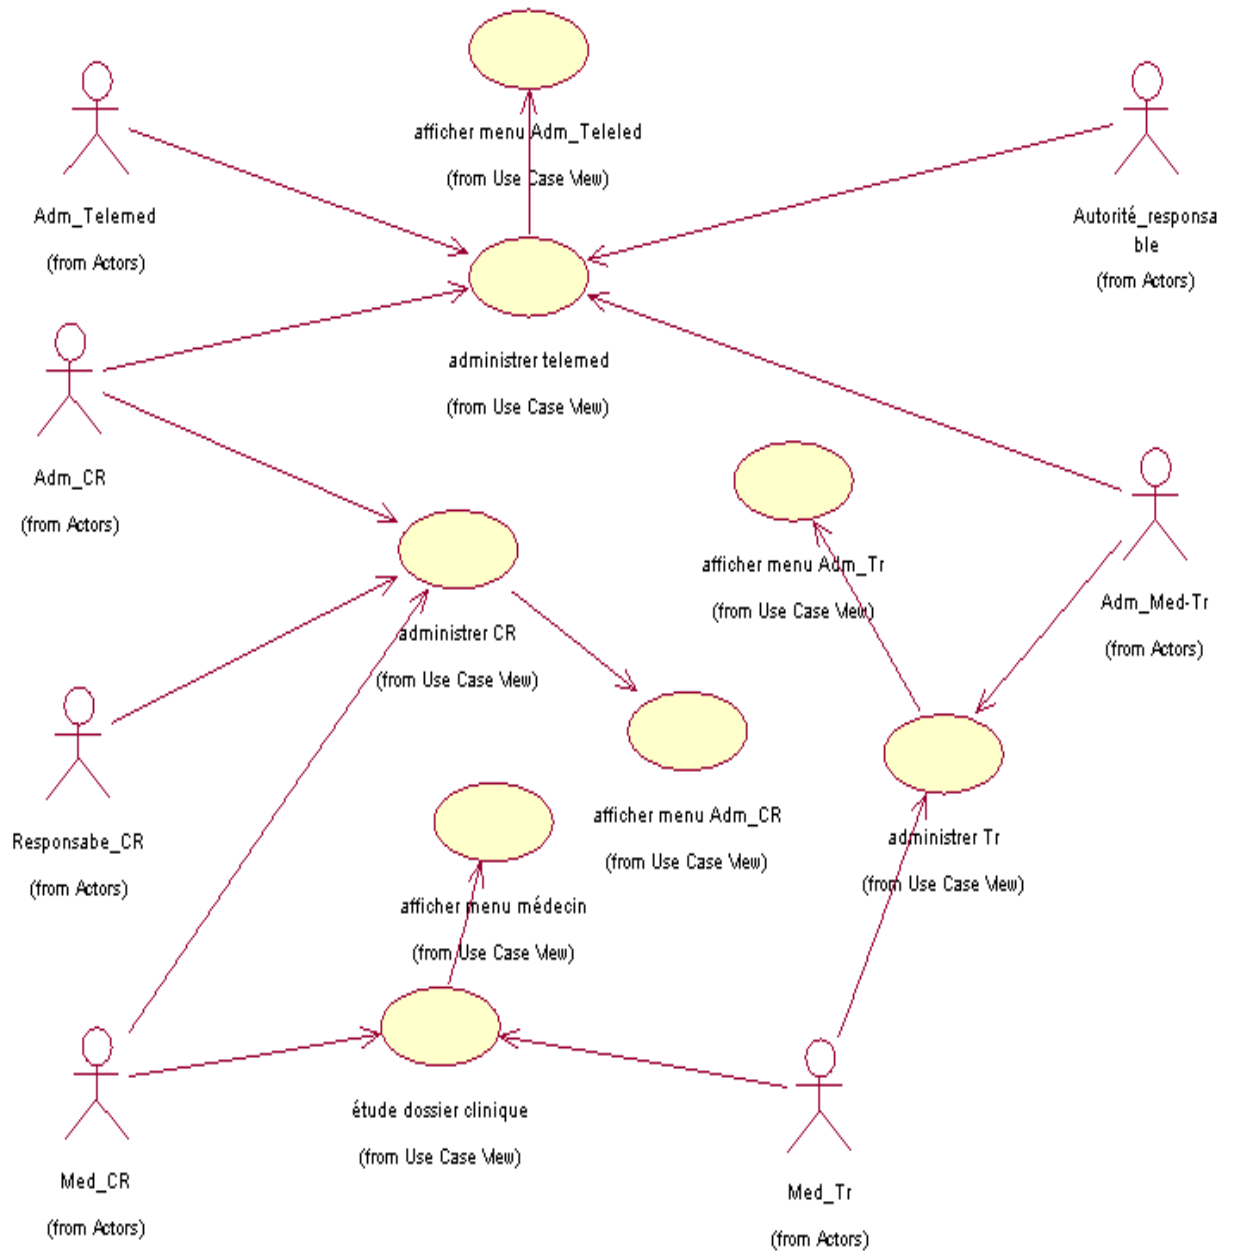 afficher menu Adm_Teleled
(from Use Case View)
Adm_Telemed
(from Actors)
Autorité_responsa
ble
(from Actors)
administrer telemed
(from Use Case View)
Adm_CR
(from Actors)
afficher menu Adm_Tr
(from Use Case View)
Adm_Med-Tr
(from Actors)
administrer CR
(from Use Case View)
afficher menu Adm_CR
(from Use Case View)
administrer Tr
(from Use Case View)
Responsabe_CR
(from Actors)
afficher menu médecin
(from Use Case View)
étude dossier clinique
(from Use Case View)
Med_CR
(from Actors)
Med_Tr
(from Actors)